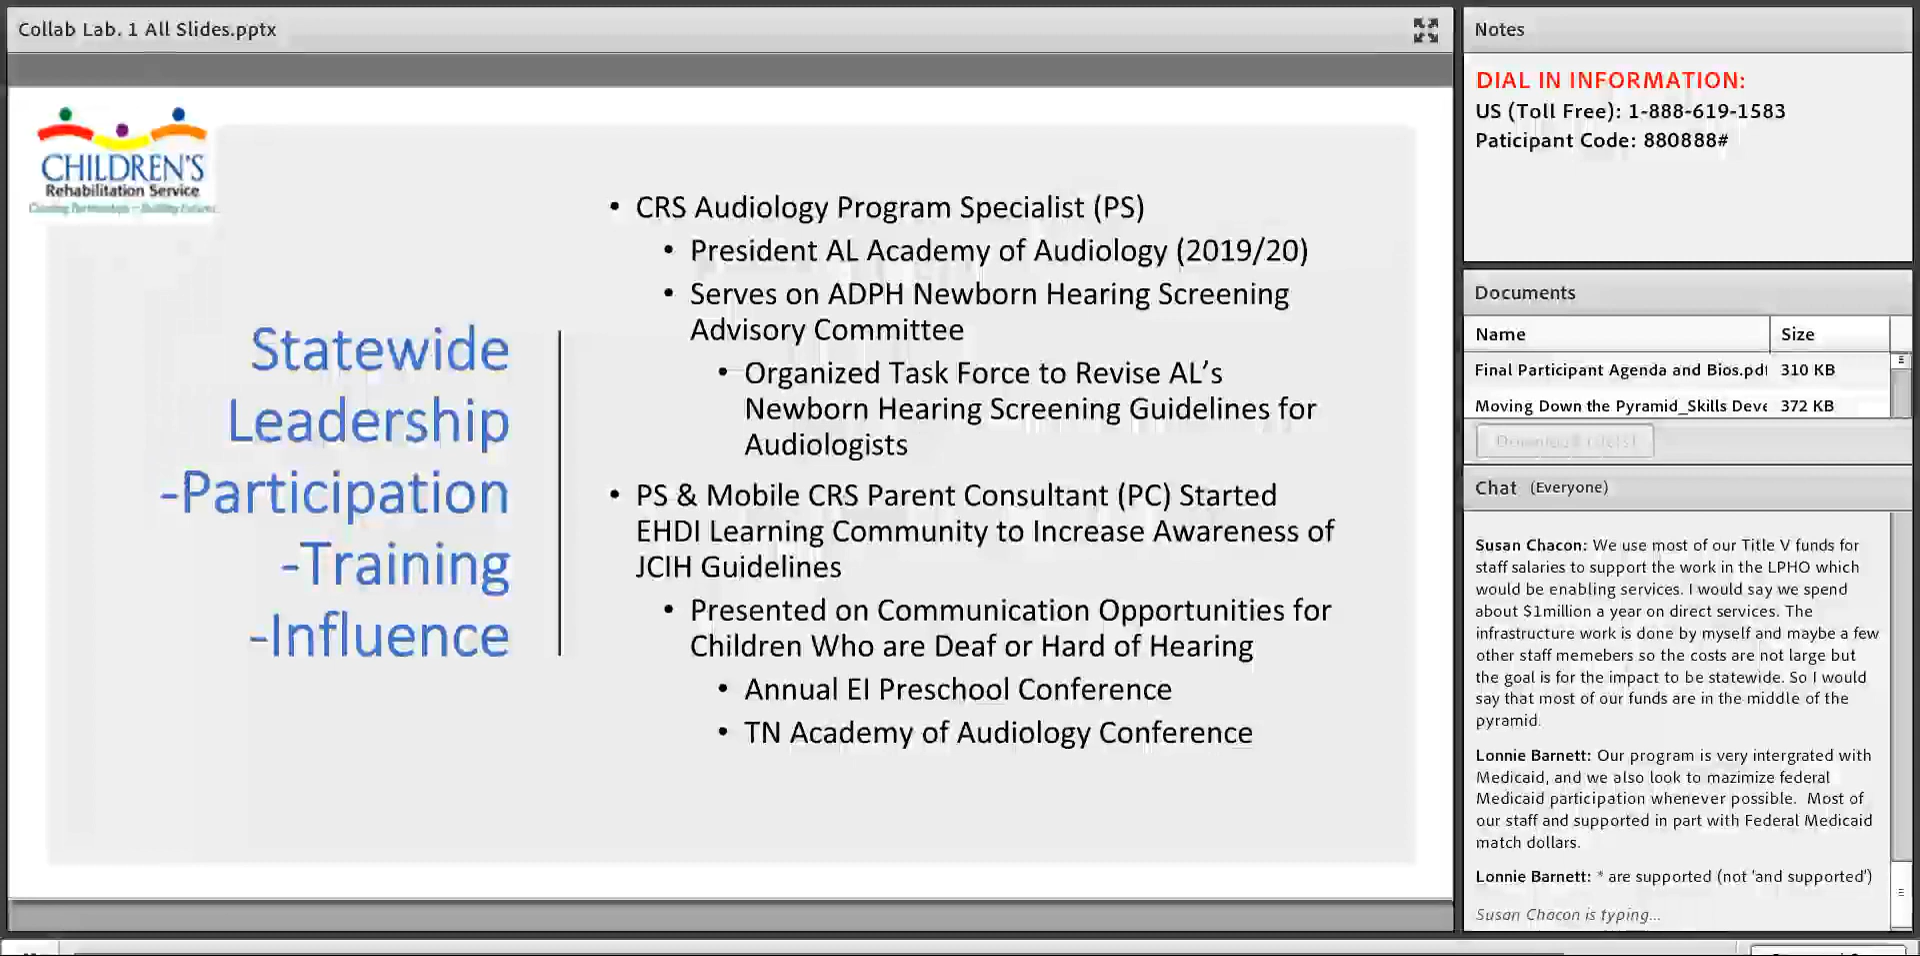 Collab Lab. 1 All Slides.pptx
CHILDREN'S
Rehabilitation Service
Statewide
Leadership
-Participation
-Training
-Influence
• CRS Audiology Program Specialist (PS)
• President AL Academy of Audiology (2019/20)
• Serves on ADPH Newborn Hearing Screening
Advisory Committee
• Organized Task Force to Revise AL's
Newborn Hearing Screening Guidelines for
Audiologists
• PS & Mobile CRS Parent Consultant (PC) Started
EHDI Learning Community to Increase Awareness of
JCIH Guidelines
• Presented on Communication Opportunities for
Children Who are Deaf or Hard of Hearing
• Annual EI Preschool Conference
• TN Academy of Audiology Conference
Notes
DIAL IN INFORMATION:
US (Toll Free): 1-888-619-1583
Paticipant Code: 880888#
Documents
Name Size
Final Participant Agenda and Bios.pdf 310 KB
Moving Down the Pyramid_Skills Deve 372 KB
Download File(s)
Chat (Everyone)
Susan Chacon: We use most of our Title V funds for
staff salaries to support the work in the LPHO which
would be enabling services. I would say we spend
about $1million a year on direct services. The
infrastructure work is done by myself and maybe a few
other staff memebers so the costs are not large but
the goal is for the impact to be statewide. So I would
say that most of our funds are in the middle of the
pyramid.
Lonnie Barnett: Our program is very intergrated with
Medicaid, and we also look to mazimize federal
Medicaid participation whenever possible. Most of
our staff and supported in part with Federal Medicaid
match dollars.
Lonnie Barnett: * are supported (not 'and supported')
Susan Chacon is typing...